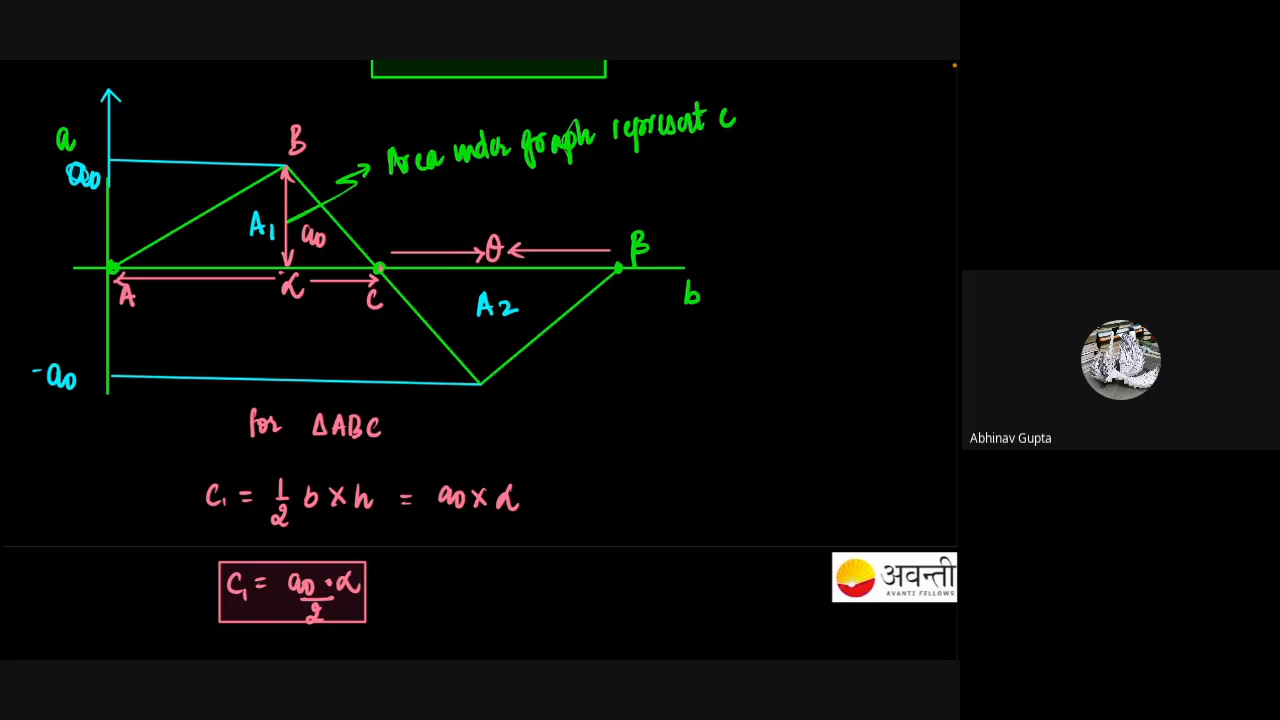 a
a0
B
Area under graph represent c
A1
a0
θ
β
A
α
C
b
A2
-a0
for ΔABC
C1 = 1/2 b × h = a0 × α
C1 = a0/2 · α
अवन्ती
AVANTI FELLOWS
Abhinav Gupta